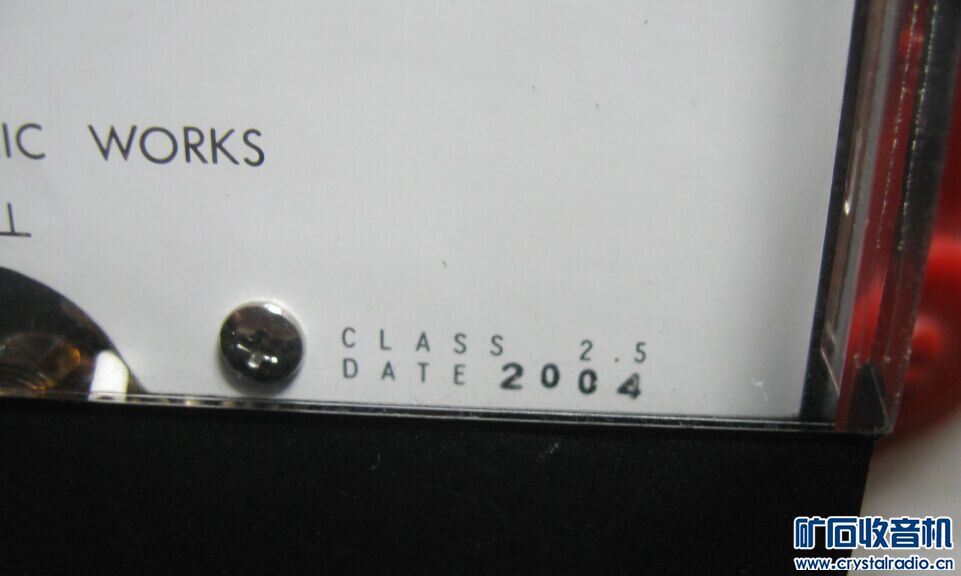 IC WORKS
CLASS 2.5
DATE 2004
矿石收音机
www.crystalradio.cn